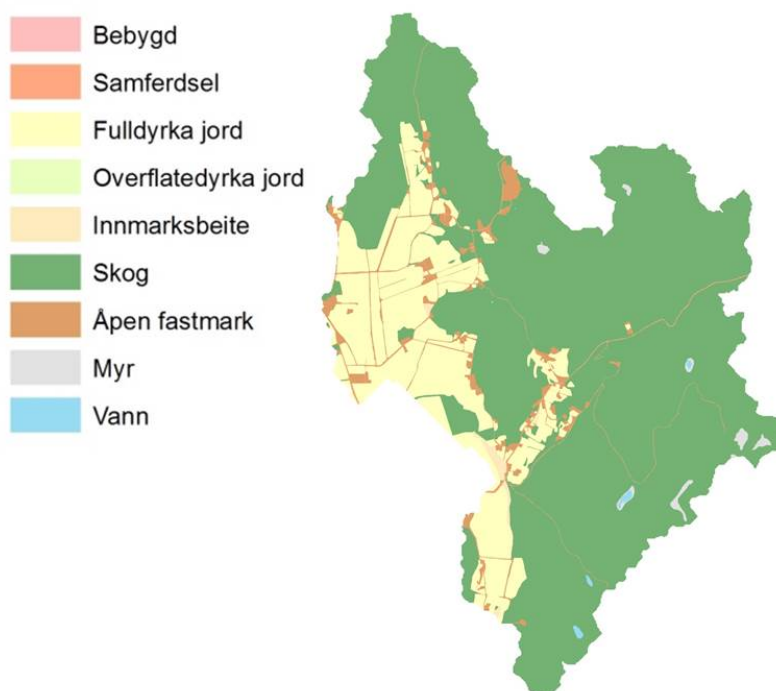 Bebygd
Samferdsel
Fulldyrka jord
Overflatedyrka jord
Innmarksbeite
Skog
Åpen fastmark
Myr
Vann